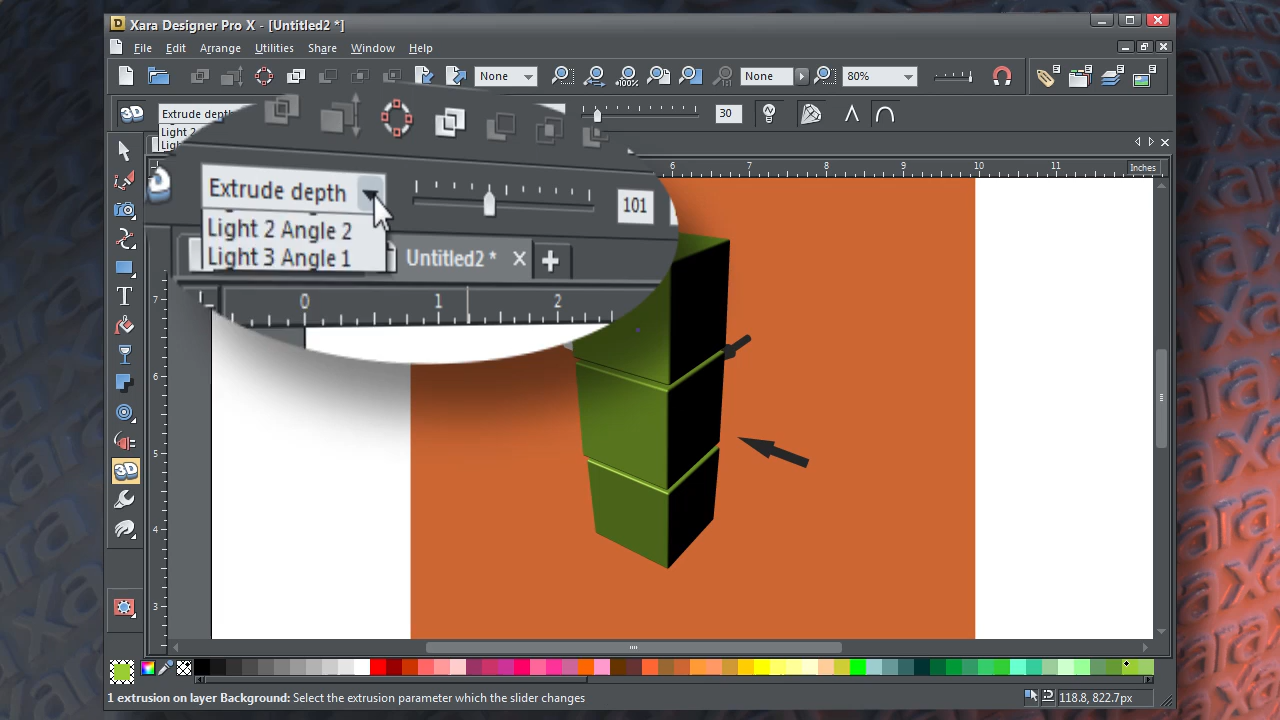 Xara Designer Pro X - [Untitled2 *]
File Edit Arrange Utilities Share Window Help
None None 80%
Extrude depth 30
Light 2
Extrude depth 101
Light 2 Angle 2
Light 3 Angle 1
Untitled2 *
0 1 2
6 7 8 9 10 11 Inches
7
6
5
4
3
1 extrusion on layer Background: Select the extrusion parameter which the slider changes
118.8, 822.7px